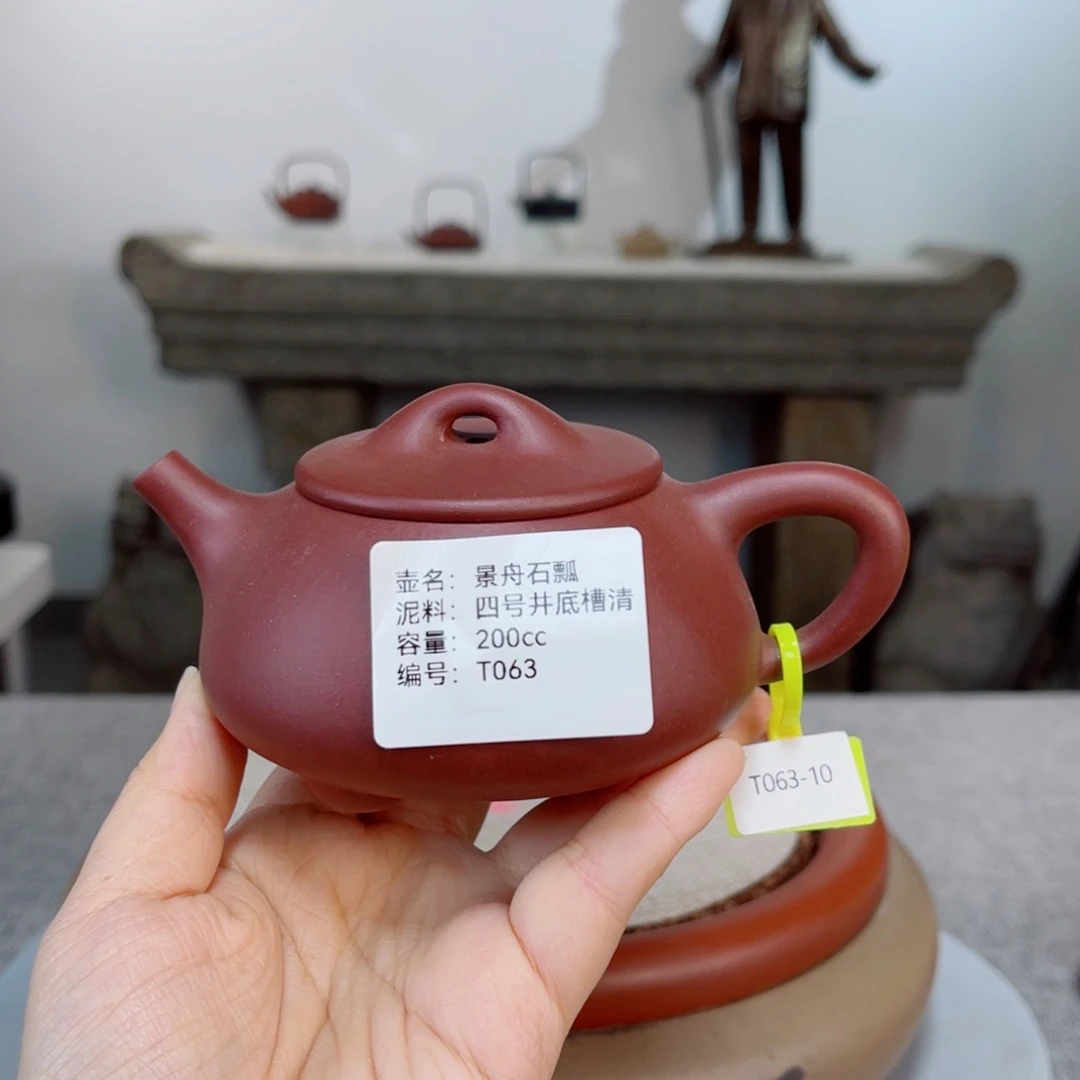 壶名：景舟石瓢
泥料：四号井底槽清
容量：200cc
编号：T063
T063-10